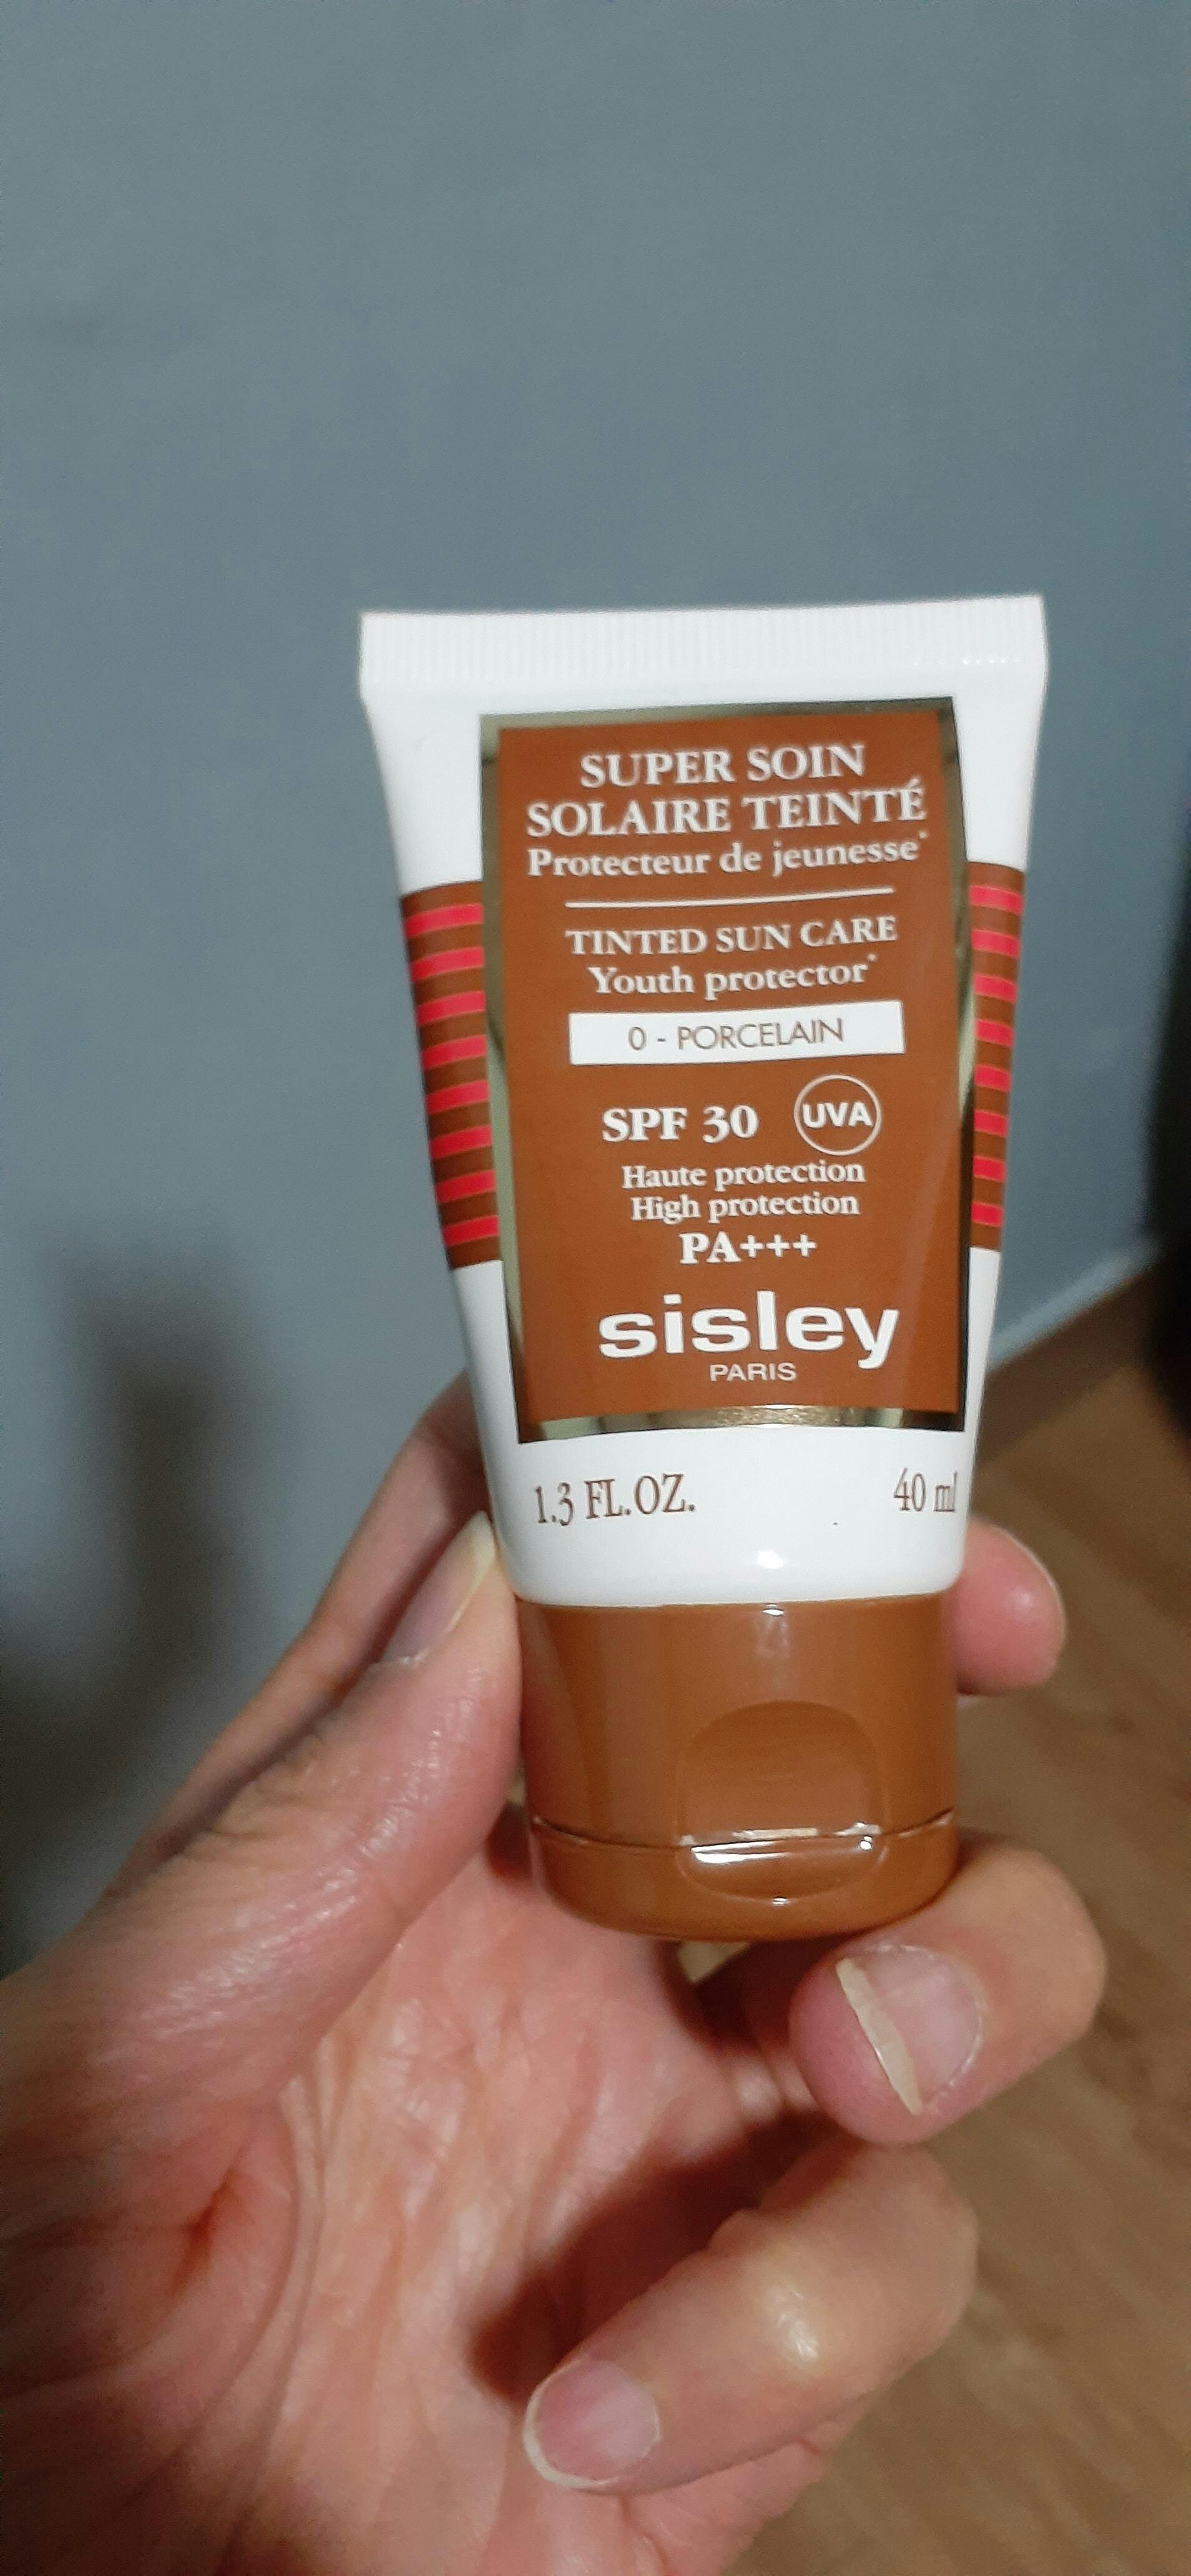 SUPER SOIN
SOLAIRE TEINTÉ
Protecteur de jeunesse*
TINTED SUN CARE
Youth protector*
0 - PORCELAIN
SPF 30 UVA
Haute protection
High protection
PA+++
sisley
PARIS
1.3 FL.OZ. 40 ml